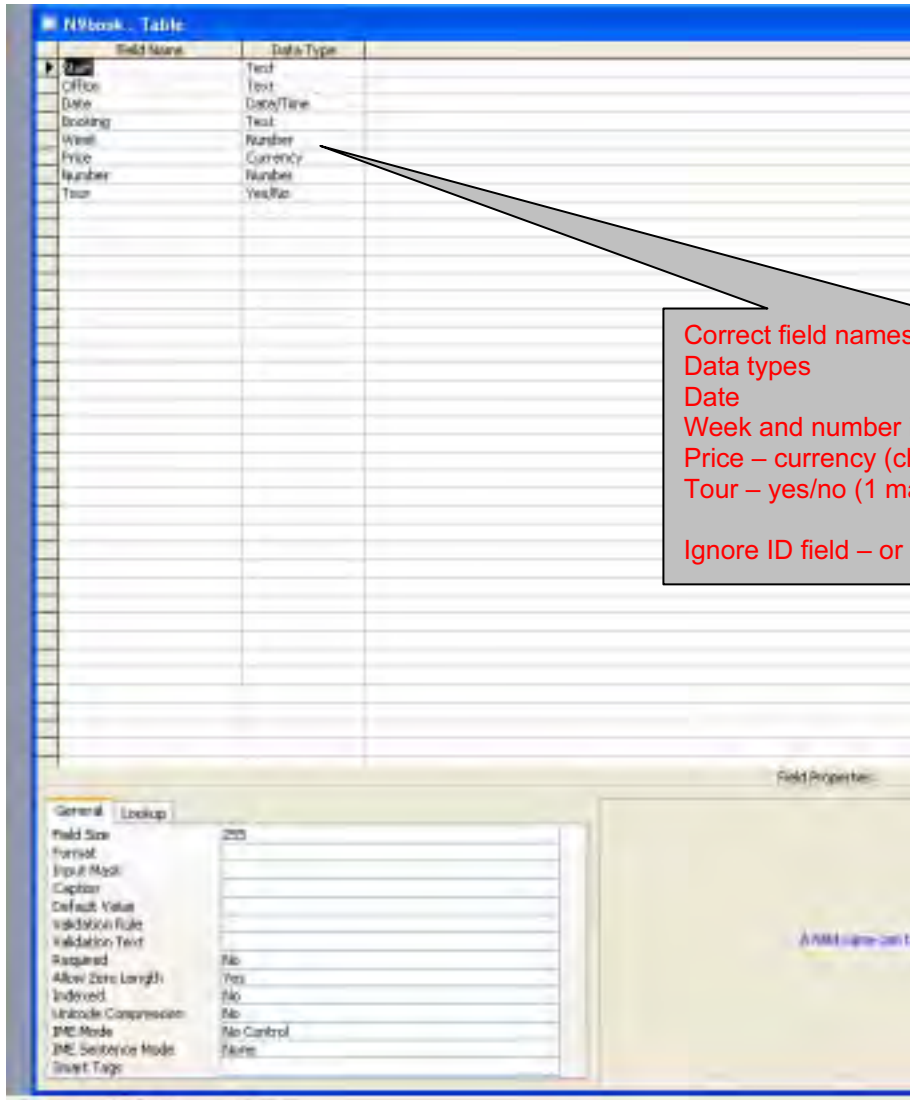 N9book : Table
Field Name Data Type
Text
Office Text
Date Date/Time
Booking Text
Week Number
Price Currency
Number Number
Tour Yes/No
Correct field names
Data types
Date
Week and number
Price – currency (cl
Tour – yes/no (1 ma
Ignore ID field – or
Field Properties
General Lookup
Field Size 255
Format
Input Mask
Caption
Default Value
Validation Rule
Validation Text
Required No
Allow Zero Length Yes
Indexed No
Unicode Compression No
IME Mode No Control
IME Sentence Mode None
Smart Tags
A field name can b